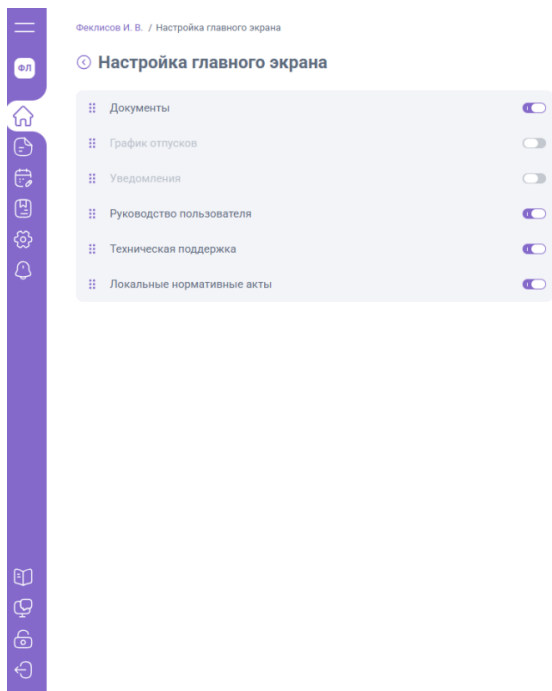 Феклисов И. В. / Настройка главного экрана
ФЛ
Настройка главного экрана
Документы
График отпусков
Уведомления
Руководство пользователя
Техническая поддержка
Локальные нормативные акты